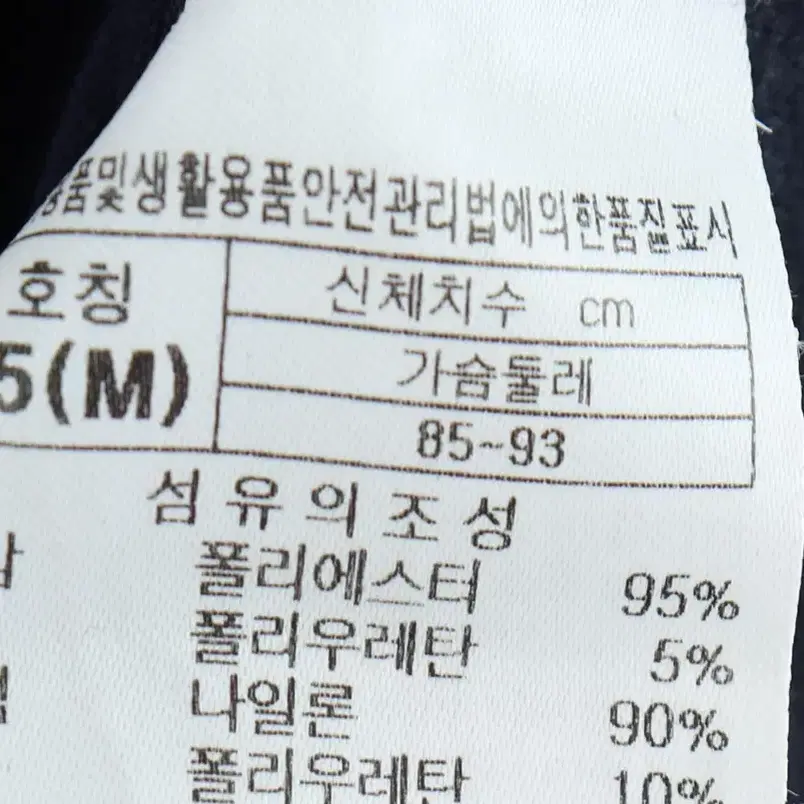 품및생활용품안전관리법에의한품질표시
호칭
신체치수 cm
5(M)
가슴둘레
85~93
섬유의조성
폴리에스터 95%
폴리우레탄 5%
나일론 90%
폴리우레탄 10%